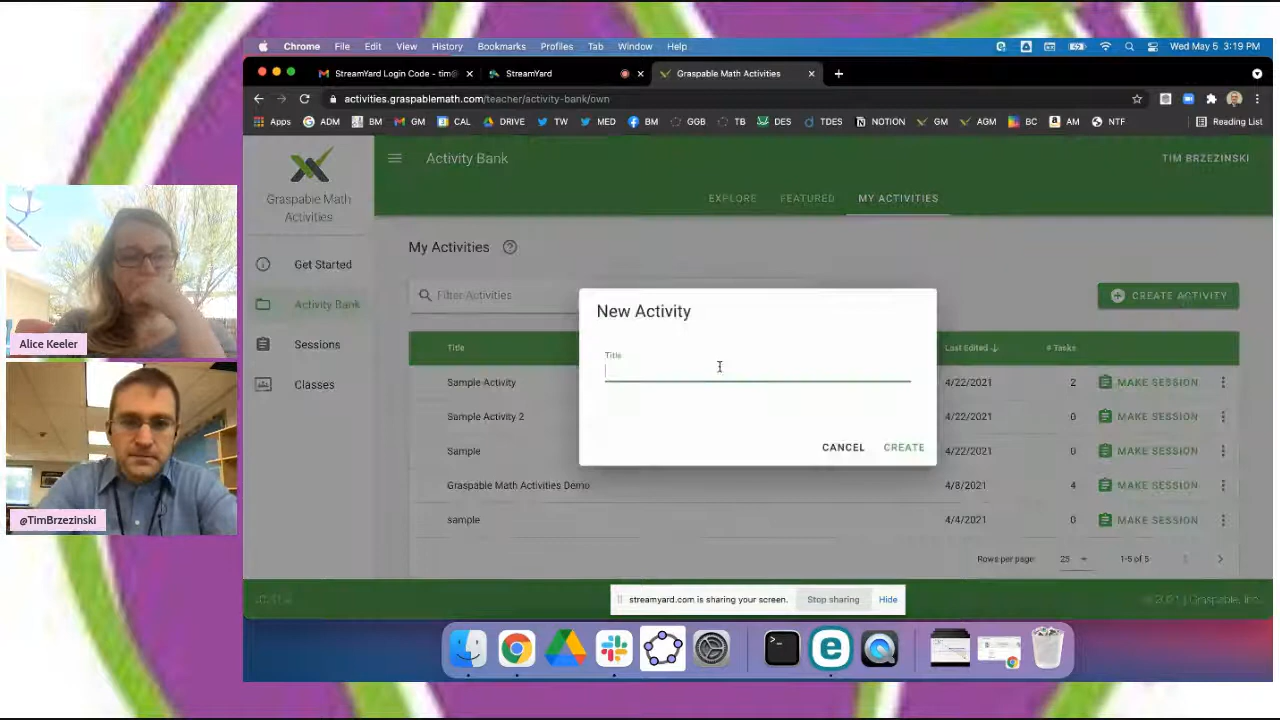 Chrome File Edit View History Bookmarks Profiles Tab Window Help Wed May 5 3:19 PM
StreamYard Login Code - tim@ StreamYard Graspable Math Activities
activities.graspablemath.com/teacher/activity-bank/own
Apps ADM BM GM CAL DRIVE TW MED BM GGB TB DES TDES NOTION GM AGM BC AM NTF Reading List
Graspable Math
Activities
Activity Bank TIM BRZEZINSKI
EXPLORE FEATURED MY ACTIVITIES
Get Started
Activity Bank
Sessions
Classes
My Activities
Filter Activities CREATE ACTIVITY
Title Last Edited # Tasks
Sample Activity 4/22/2021 2 MAKE SESSION
Sample Activity 2 4/22/2021 0 MAKE SESSION
Sample 4/22/2021 0 MAKE SESSION
Graspable Math Activities Demo 4/8/2021 4 MAKE SESSION
sample 4/4/2021 0 MAKE SESSION
Rows per page: 25 1-5 of 5
New Activity
Title
CANCEL CREATE
streamyard.com is sharing your screen. Stop sharing Hide
© 2021 | Graspable, Inc.
Alice Keeler
@TimBrzezinski